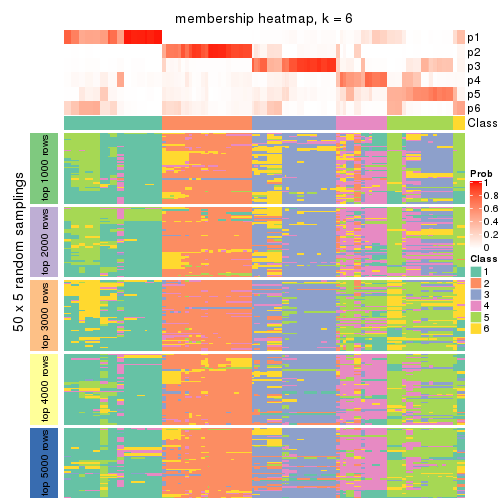 membership heatmap, k = 6
p1
p2
p3
p4
p5
p6
Class
50 x 5 random samplings
top 1000 rows
top 2000 rows
top 3000 rows
top 4000 rows
top 5000 rows
Prob
1
0.8
0.6
0.4
0.2
0
Class
1
2
3
4
5
6